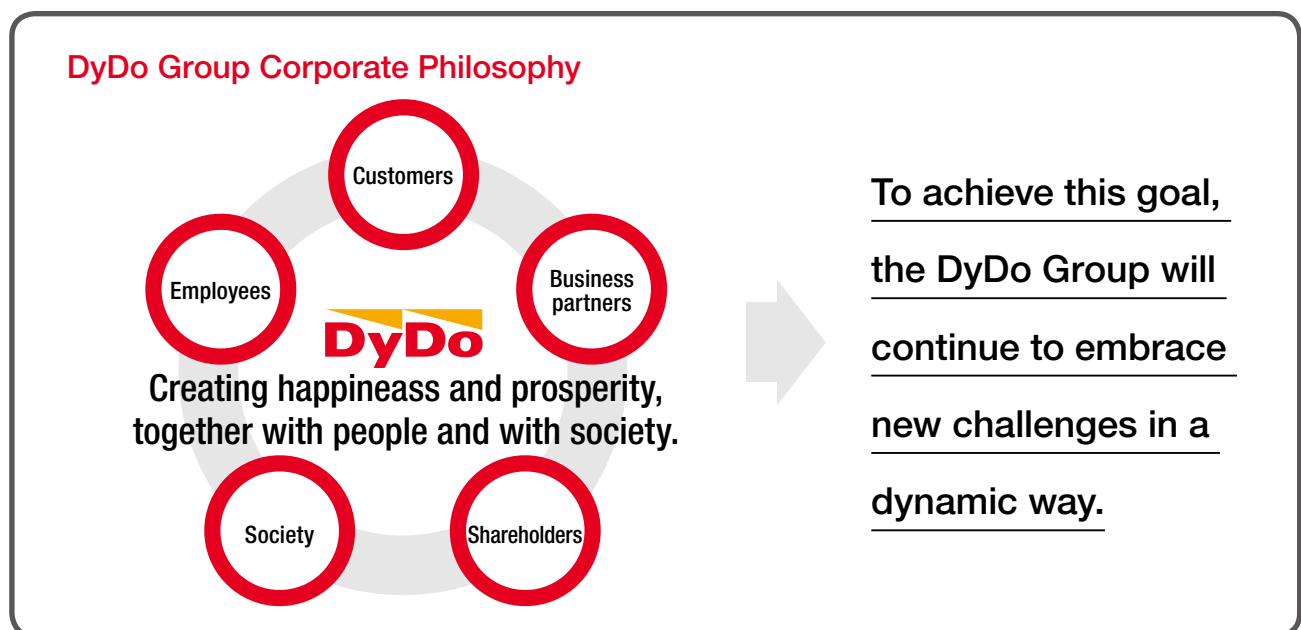 DyDo Group Corporate Philosophy
Customers
Employees
Business
partners
DyDo
Creating happineass and prosperity,
together with people and with society.
Society
Shareholders
To achieve this goal,
the DyDo Group will
continue to embrace
new challenges in a
dynamic way.